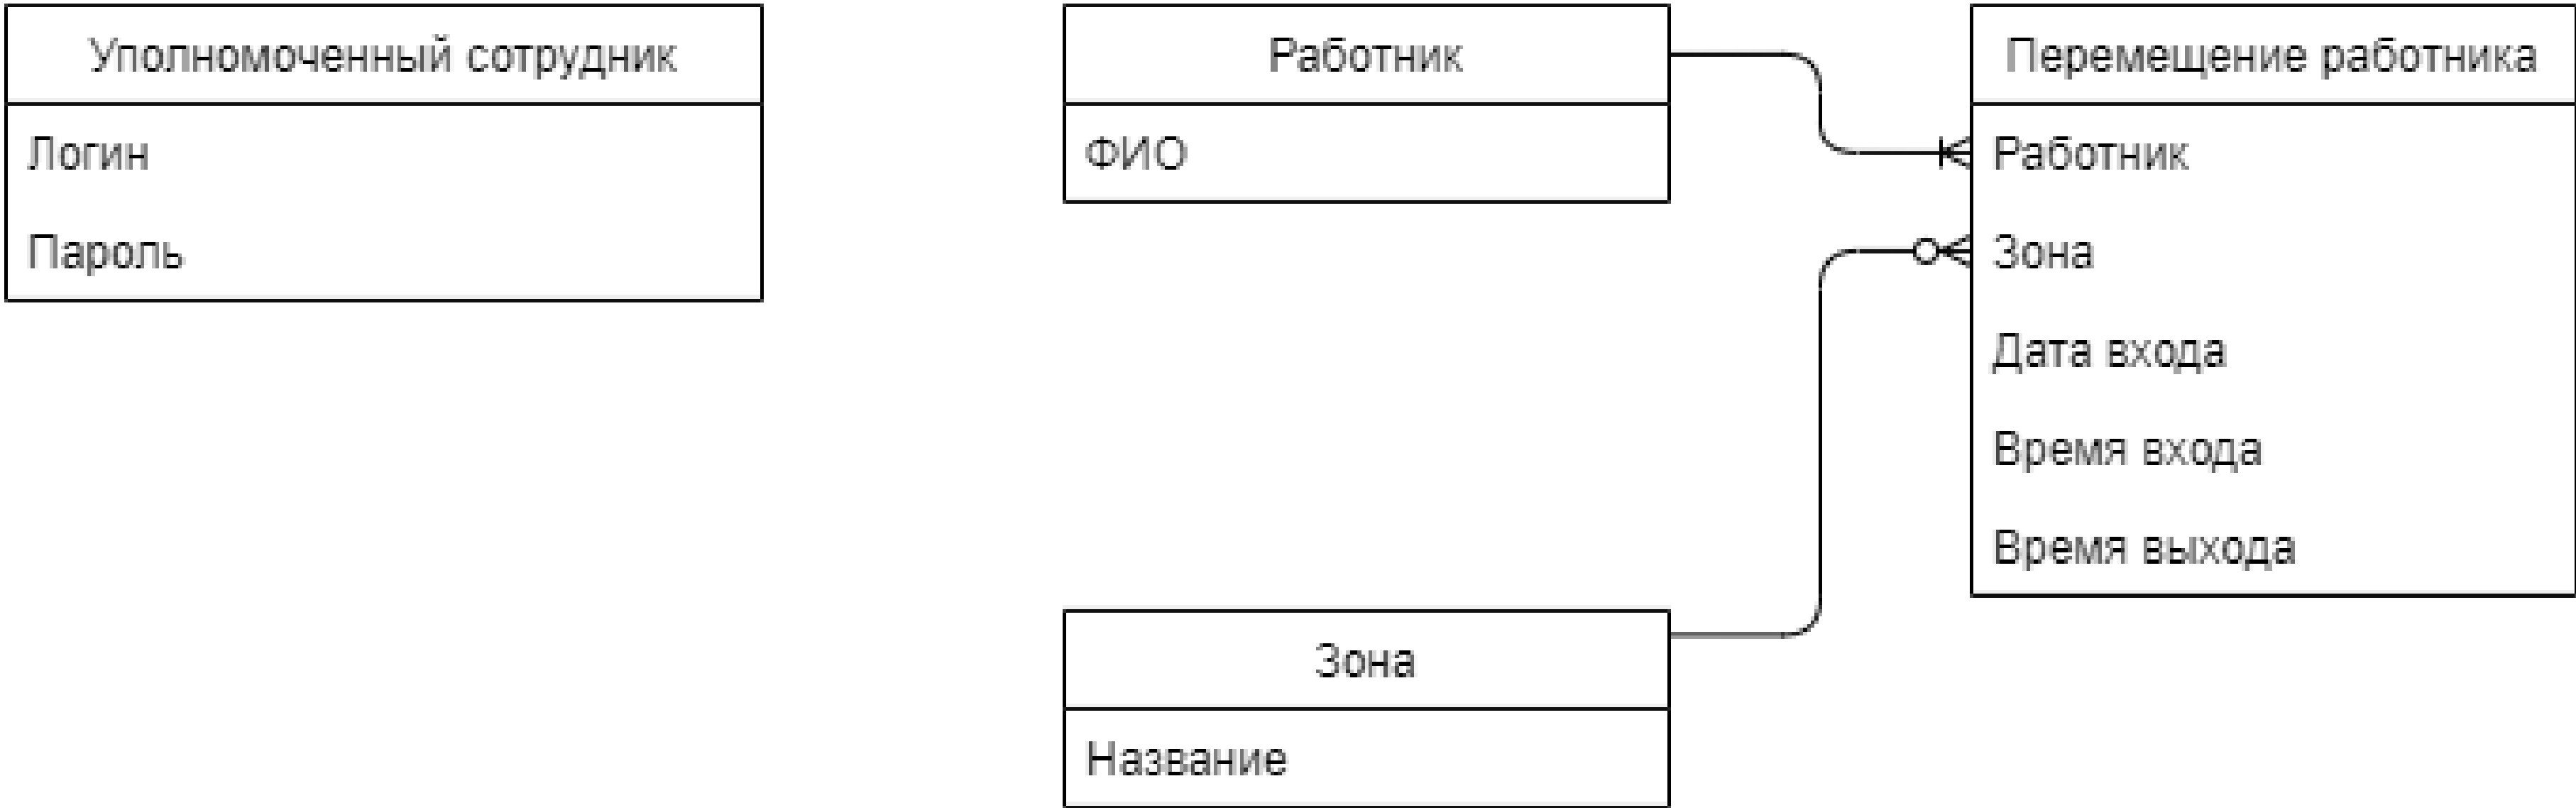 Уполномоченный сотрудник
Логин
Пароль
Работник
ФИО
Зона
Название
Перемещение работника
Работник
Зона
Дата входа
Время входа
Время выхода